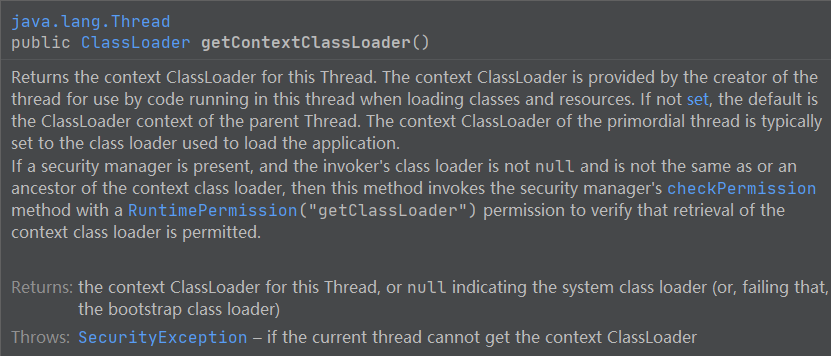 java.lang.Thread
public ClassLoader getContextClassLoader()
Returns the context ClassLoader for this Thread. The context ClassLoader is provided by the creator of the
thread for use by code running in this thread when loading classes and resources. If not set, the default is
the ClassLoader context of the parent Thread. The context ClassLoader of the primordial thread is typically
set to the class loader used to load the application.
If a security manager is present, and the invoker's class loader is not null and is not the same as or an
ancestor of the context class loader, then this method invokes the security manager's checkPermission
method with a RuntimePermission("getClassLoader") permission to verify that retrieval of the
context class loader is permitted.
Returns: the context ClassLoader for this Thread, or null indicating the system class loader (or, failing that,
the bootstrap class loader)
Throws: SecurityException – if the current thread cannot get the context ClassLoader